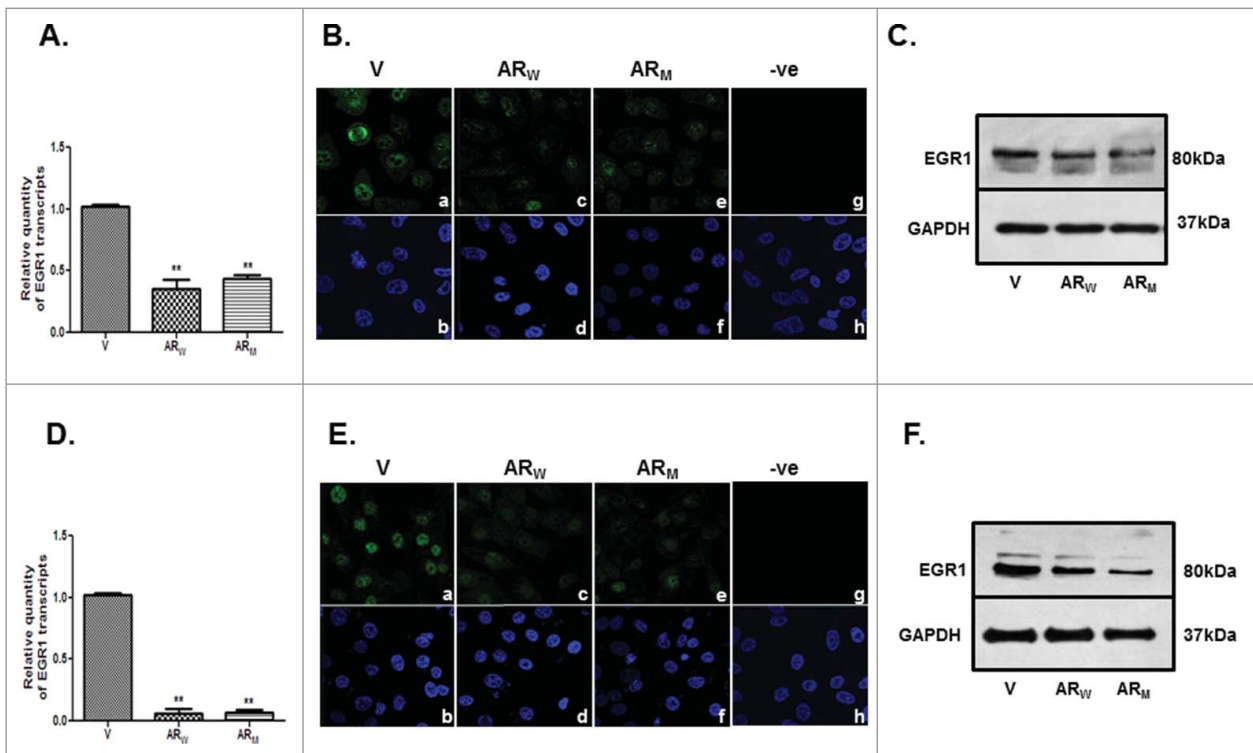 A.
Relative quantity
of EGR1 transcripts
1.5
1.0
0.5
0.0
**
**
V
ARW
ARM
B.
V
ARW
ARM
-ve
a
c
e
g
b
d
f
h
C.
EGR1
80kDa
GAPDH
37kDa
V
ARW
ARM
D.
Relative quantity
of EGR1 transcripts
1.5
1.0
0.5
0.0
**
**
V
ARW
ARM
E.
V
ARW
ARM
-ve
a
c
e
g
b
d
f
h
F.
EGR1
80kDa
GAPDH
37kDa
V
ARW
ARM